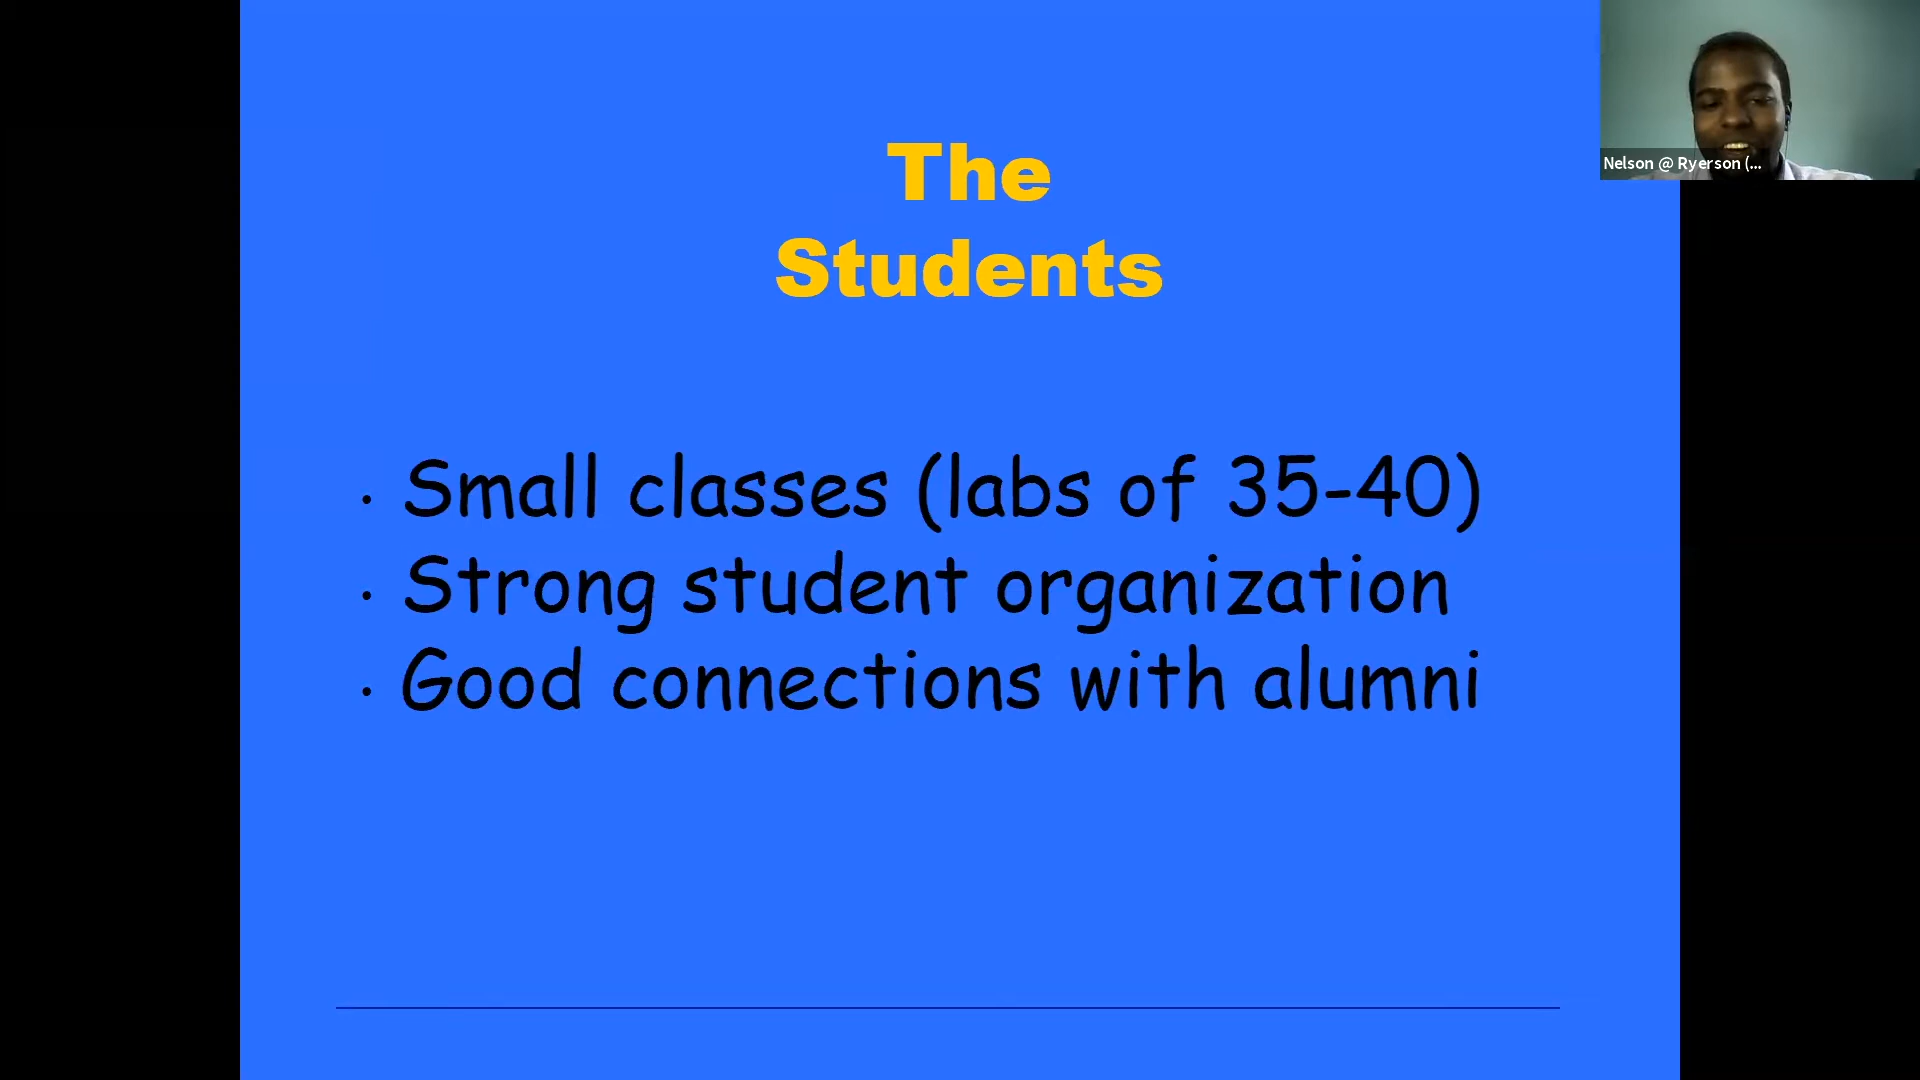 The
Students
Nelson @ Ryerson (...
• Small classes (labs of 35-40)
• Strong student organization
• Good connections with alumni